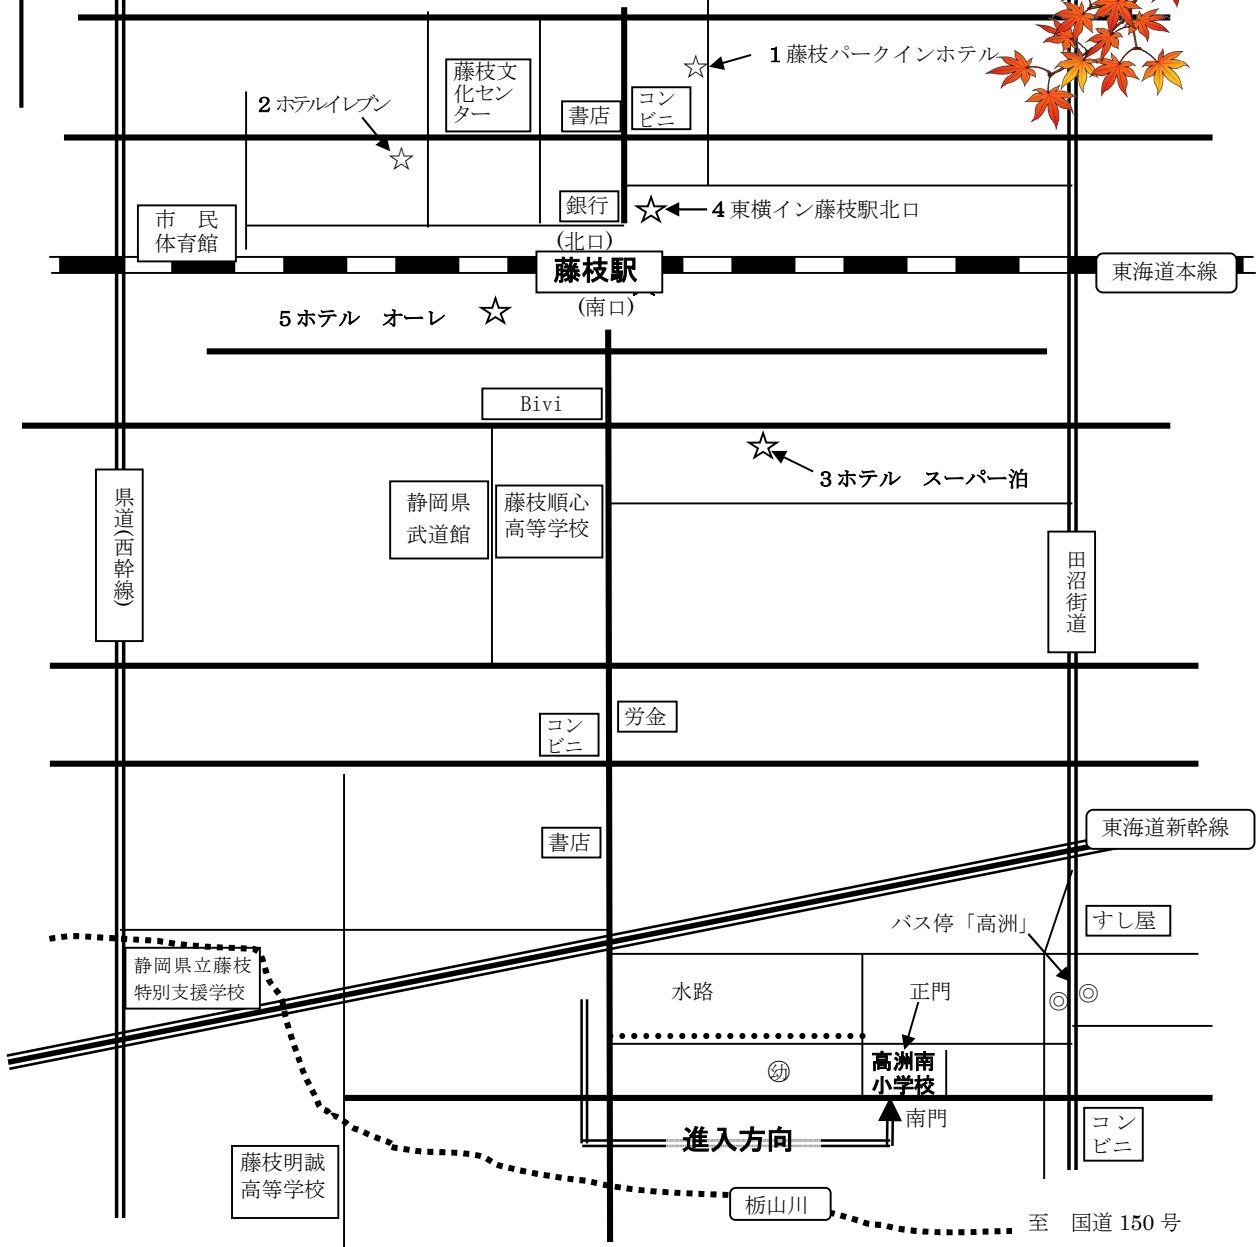 1藤枝パークインホテル
藤枝文
化セン
ター
2ホテルイレブン
書店
コン
ビニ
銀行
4東横イン藤枝駅北口
市　民
体育館
(北口)
藤枝駅
(南口)
東海道本線
5ホテル　オーレ
Bivi
3ホテル　スーパー泊
県道(西幹線)
静岡県
武道館
藤枝順心
高等学校
田沼街道
労金
コン
ビニ
書店
東海道新幹線
バス停「高洲」
すし屋
静岡県立藤枝
特別支援学校
水路
正門
◎
◎
高洲南
小学校
㊙
南門
進入方向
コン
ビニ
藤枝明誠
高等学校
栃山川
至　国道150号